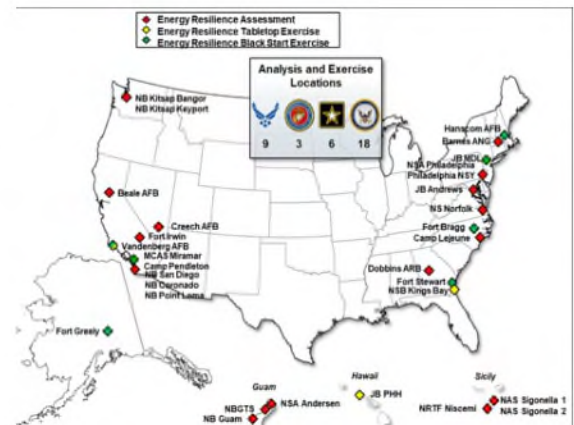 Energy Resilience Assessment
Energy Resilience Tabletop Exercise
Energy Resilience Black Start Exercise
Analysis and Exercise
Locations
9 3 6 18
NB Kitsap Bangor
NB Kitsap Keyport
Hanscom AFB
Barnes ANG
JB MDL
NSA Philadelphia
Philadelphia NSY
Beale AFB
JB Andrews
NS Norfolk
Creech AFB
Fort Irwin
Fort Bragg
Vandenberg AFB
Camp Lejeune
MCAS Miramar
Camp Pendleton
Dobbins ARB
NB San Diego
Fort Stewart
NB Coronado
NSB Kings Bay
NB Point Loma
Fort Greely
Guam
Hawaii
Sicily
JB PHH
NSA Andersen
NAS Sigonella 1
NBGTS
NRTF Niscemi
NAS Sigonella 2
NB Guam